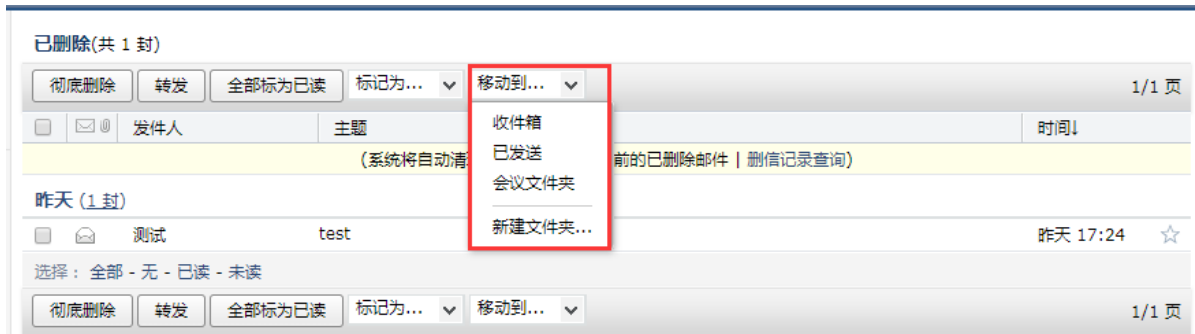 已删除(共 1 封)
彻底删除 转发 全部标为已读 标记为... 移动到... 1/1 页
发件人 主题 时间↓
收件箱
已发送
会议文件夹
新建文件夹...
(系统将自动清 前的已删除邮件 | 删信记录查询)
昨天 (1 封)
测试 test 昨天 17:24
选择： 全部 - 无 - 已读 - 未读
彻底删除 转发 全部标为已读 标记为... 移动到... 1/1 页